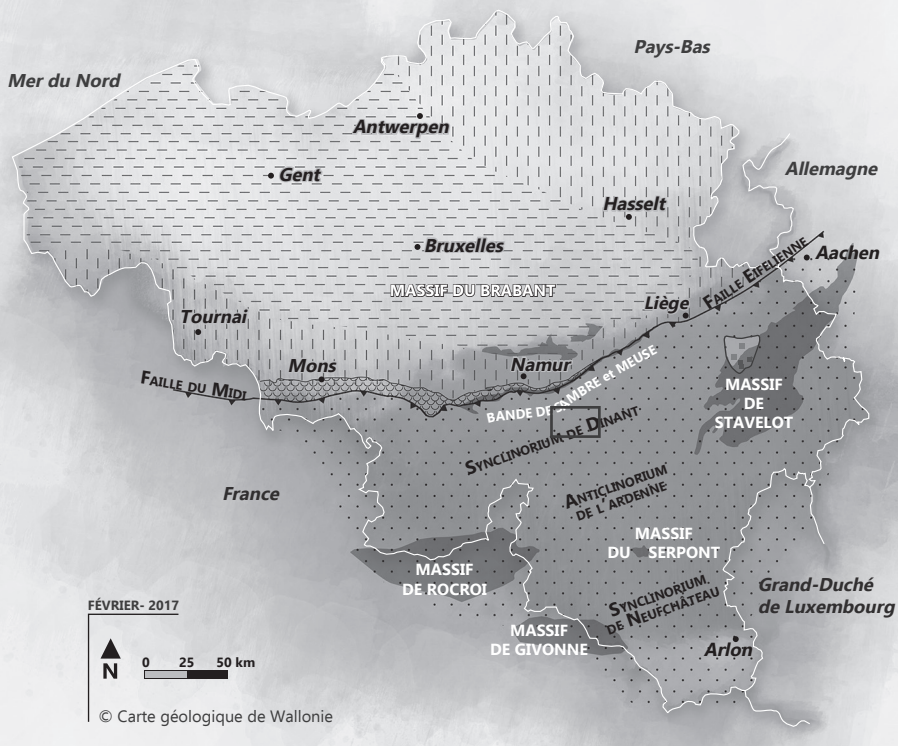 Pays-Bas
Mer du Nord
Antwerpen
Allemagne
Gent
Hasselt
Bruxelles
Aachen
FAILLE EIFELIENNE
MASSIF DU BRABANT
Liège
Tournai
Mons
Namur
FAILLE DU MIDI
BANDE DE SAMBRE et MEUSE
MASSIF
DE
STAVELOT
SYNCLINORIUM DE DINANT
ANTICLINORIUM
DE L'ARDENNE
France
MASSIF
DU SERPONT
MASSIF
DE ROCROI
Grand-Duché
de Luxembourg
SYNCLINORIUM
DE NEUFCHÂTEAU
FÉVRIER- 2017
MASSIF
DE GIVONNE
Arlon
N
0 25 50 km
© Carte géologique de Wallonie